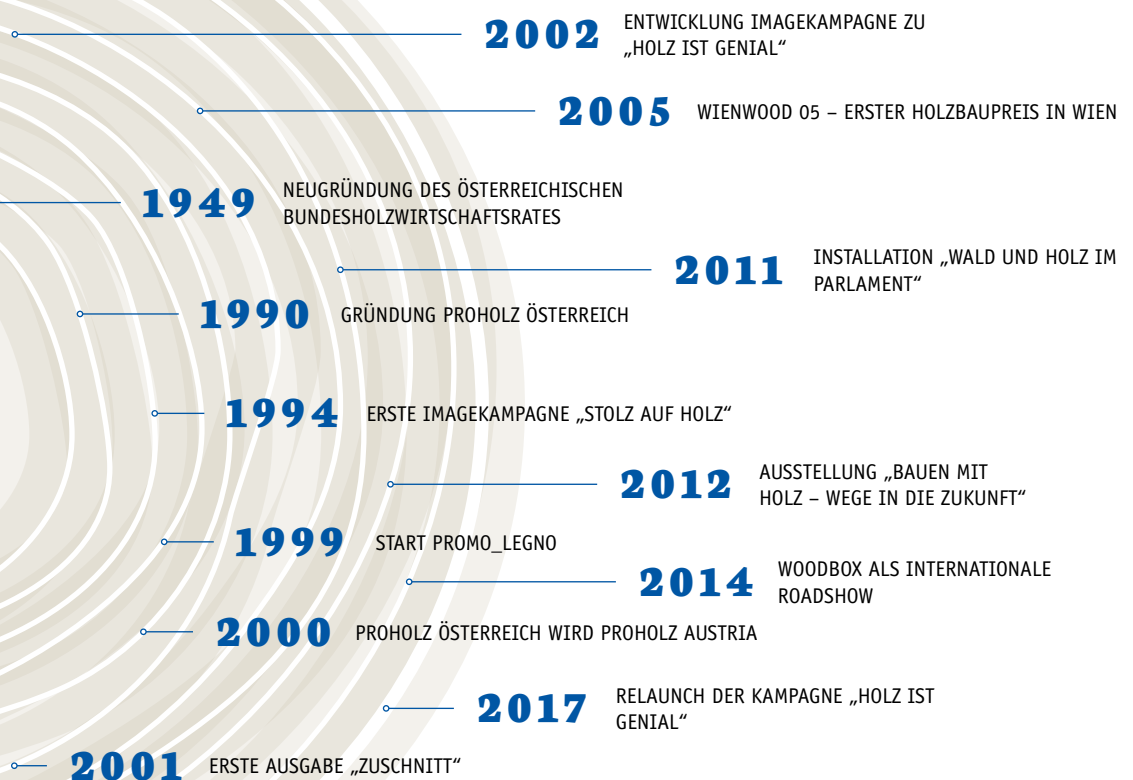 2002 ENTWICKLUNG IMAGEKAMPAGNE ZU
„HOLZ IST GENIAL“
2005 WIENWOOD 05 – ERSTER HOLZBAUPREIS IN WIEN
1949 NEUGRÜNDUNG DES ÖSTERREICHISCHEN
BUNDESHOLZWIRTSCHAFTSRATES
2011 INSTALLATION „WALD UND HOLZ IM
PARLAMENT“
1990 GRÜNDUNG PROHOLZ ÖSTERREICH
1994 ERSTE IMAGEKAMPAGNE „STOLZ AUF HOLZ“
2012 AUSSTELLUNG „BAUEN MIT
HOLZ – WEGE IN DIE ZUKUNFT“
1999 START PROMO_LEGNO
2014 WOODBOX ALS INTERNATIONALE
ROADSHOW
2000 PROHOLZ ÖSTERREICH WIRD PROHOLZ AUSTRIA
2017 RELAUNCH DER KAMPAGNE „HOLZ IST
GENIAL“
2001 ERSTE AUSGABE „ZUSCHNITT“